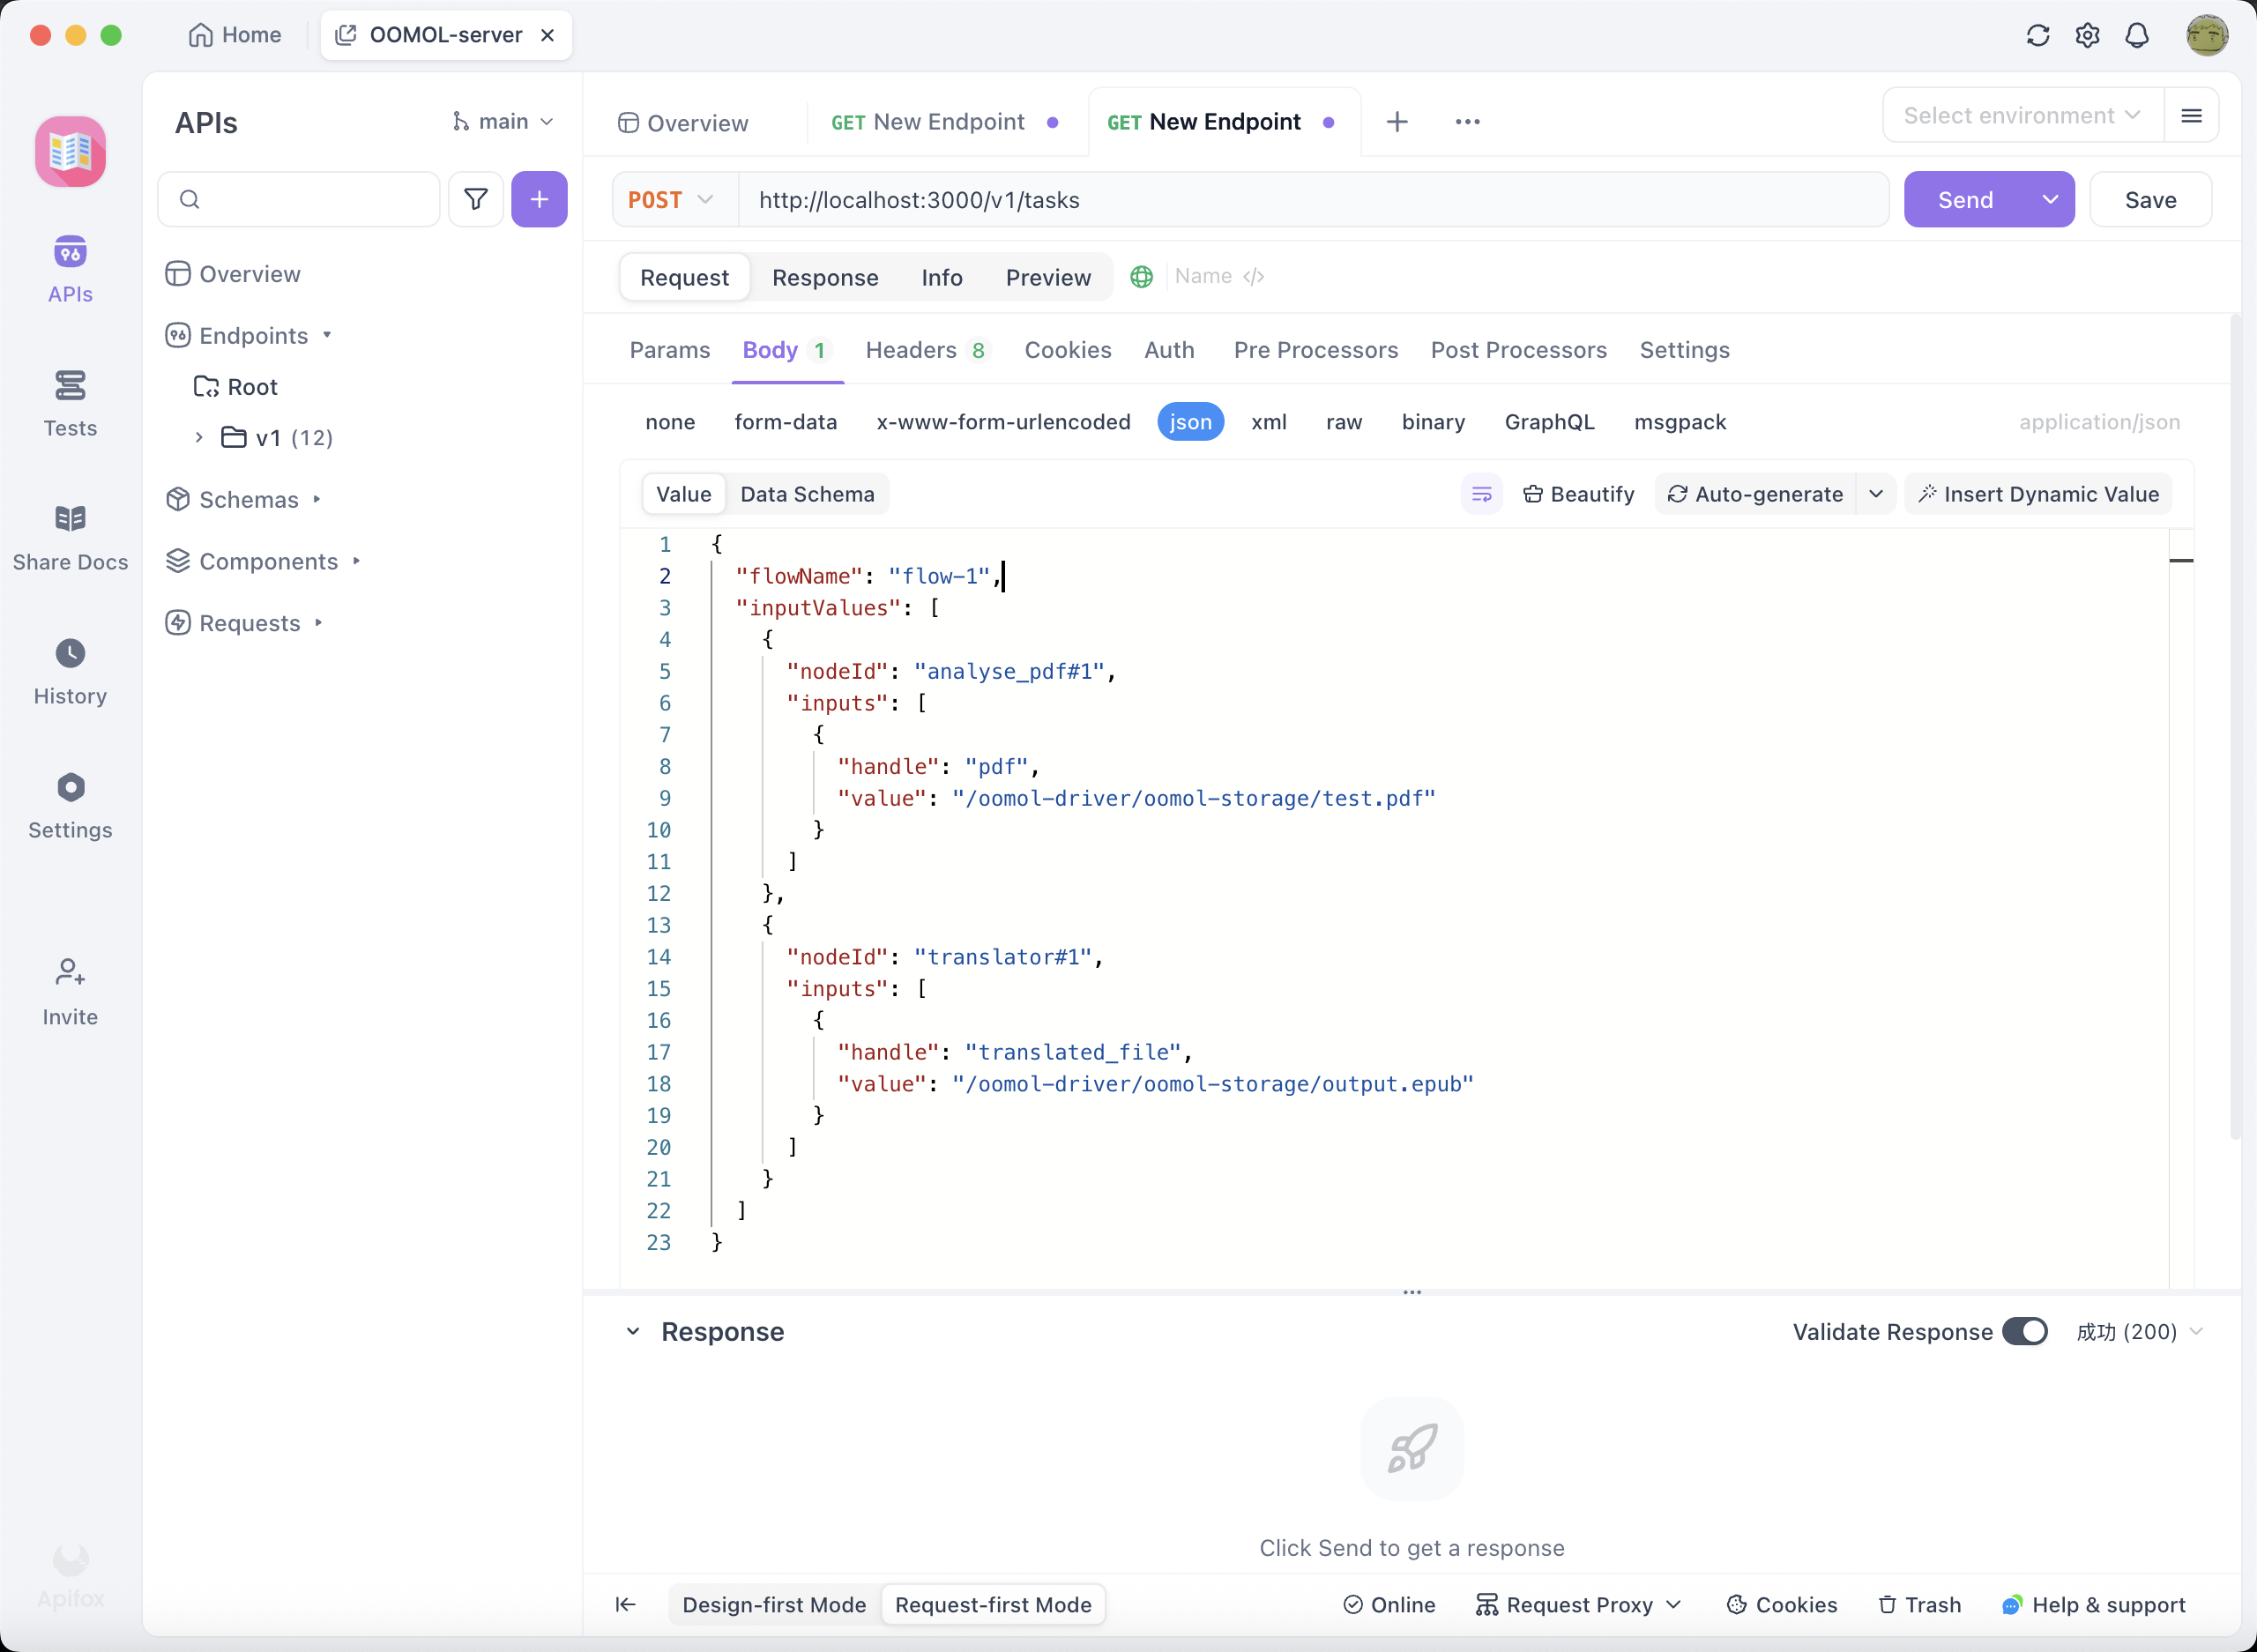 Home
OOMOL-server
APIs
main
Overview
GET New Endpoint
GET New Endpoint
Select environment
POST
http://localhost:3000/v1/tasks
Send
Save
Request
Response
Info
Preview
Name
APIs
Tests
Share Docs
History
Settings
Invite
Apifox
Overview
Endpoints
Root
v1 (12)
Schemas
Components
Requests
Params
Body 1
Headers 8
Cookies
Auth
Pre Processors
Post Processors
Settings
none
form-data
x-www-form-urlencoded
json
xml
raw
binary
GraphQL
msgpack
application/json
Value
Data Schema
Beautify
Auto-generate
Insert Dynamic Value
1 {
2 "flowName": "flow-1",
3 "inputValues": [
4 {
5 "nodeId": "analyse_pdf#1",
6 "inputs": [
7 {
8 "handle": "pdf",
9 "value": "/oomol-driver/oomol-storage/test.pdf"
10 }
11 ]
12 },
13 {
14 "nodeId": "translator#1",
15 "inputs": [
16 {
17 "handle": "translated_file",
18 "value": "/oomol-driver/oomol-storage/output.epub"
19 }
20 ]
21 }
22 ]
23 }
Response
Validate Response
成功 (200)
Click Send to get a response
Design-first Mode
Request-first Mode
Online
Request Proxy
Cookies
Trash
Help & support